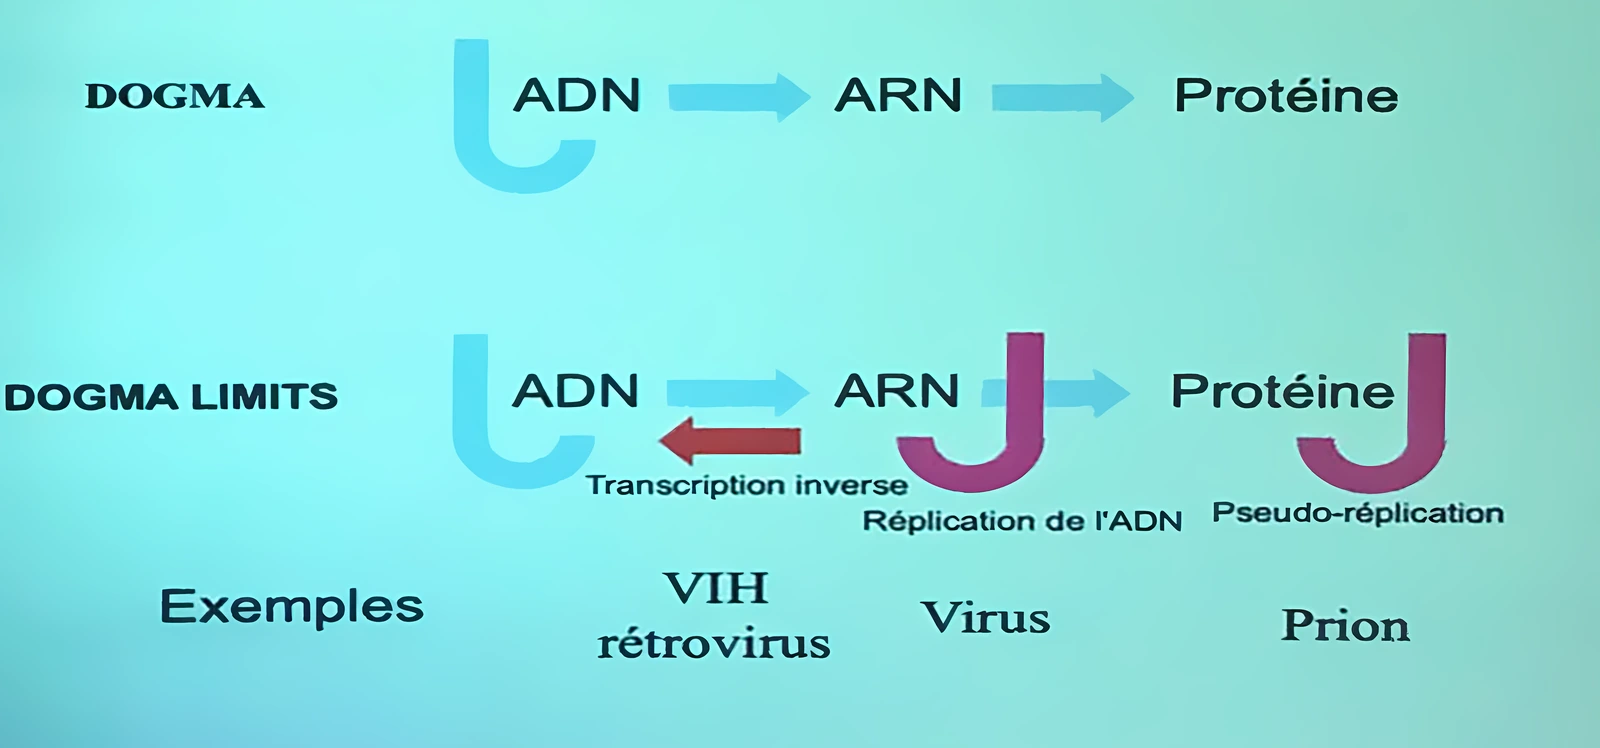 DOGMA ADN ARN Protéine
DOGMA LIMITS ADN ARN Protéine
Transcription inverse
Réplication de l'ADN
Pseudo-réplication
Exemples
VIH
rétrovirus
Virus
Prion